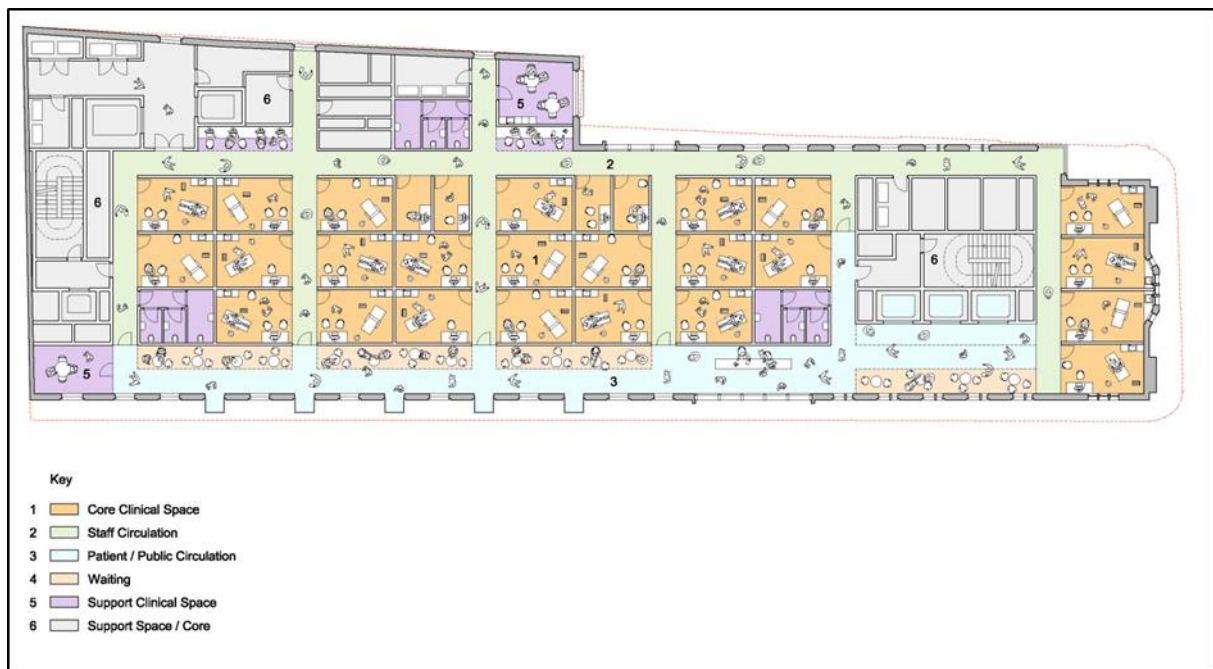 6
5
2
6
1
6
5
3
Key
1 Core Clinical Space
2 Staff Circulation
3 Patient / Public Circulation
4 Waiting
5 Support Clinical Space
6 Support Space / Core